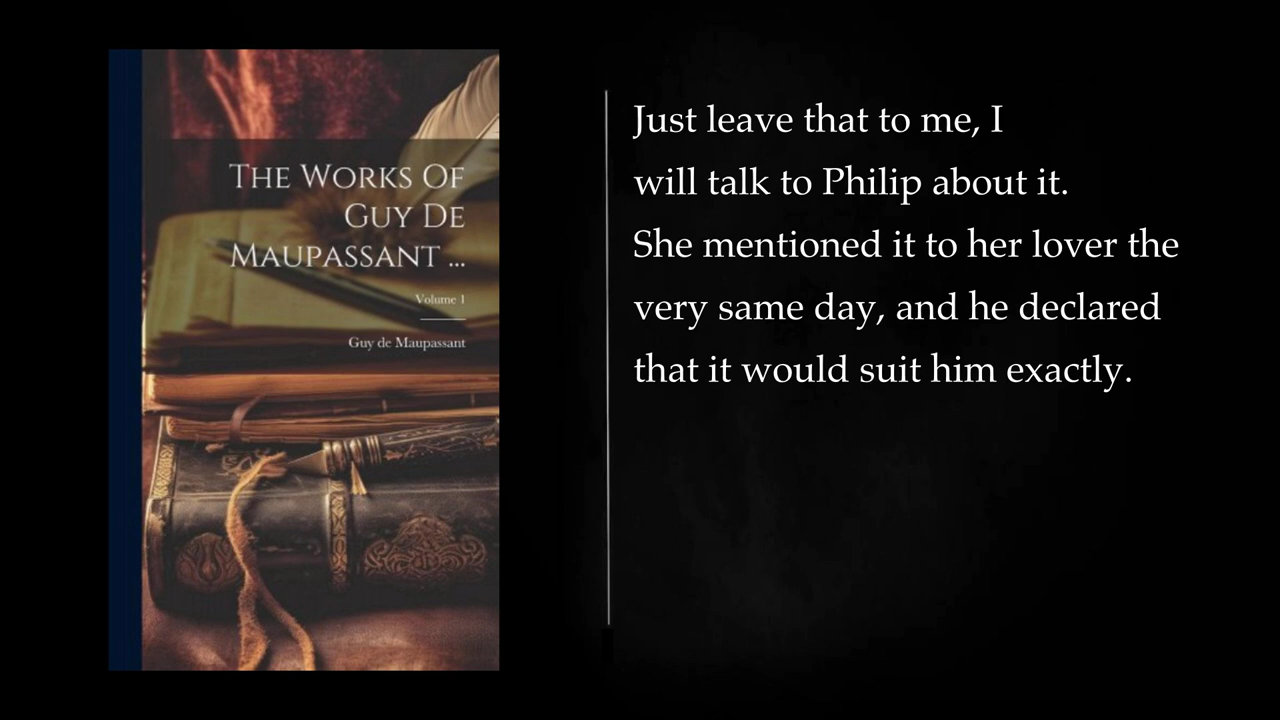 THE WORKS OF
GUY DE
MAUPASSANT ...
Volume 1
Guy de Maupassant
Just leave that to me, I
will talk to Philip about it.
She mentioned it to her lover the
very same day, and he declared
that it would suit him exactly.